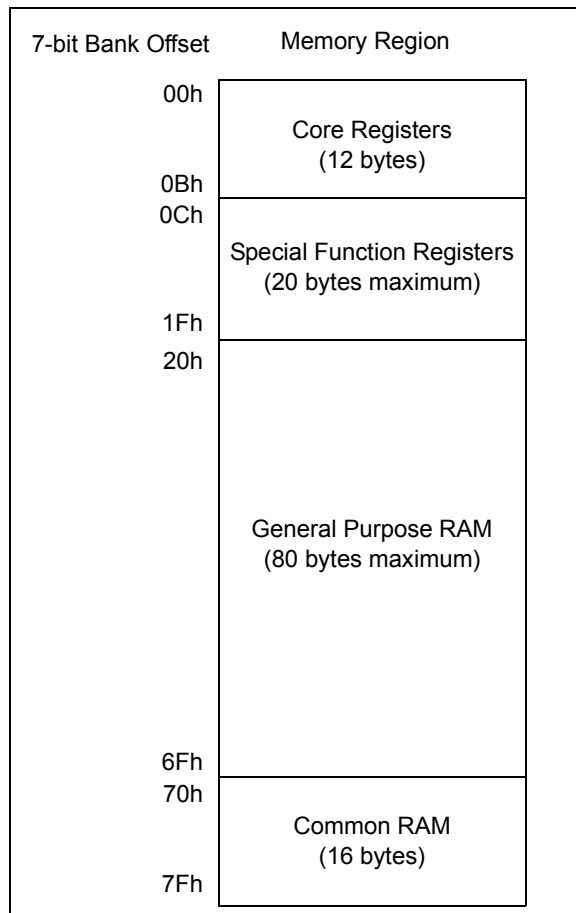 7-bit Bank Offset Memory Region
00h
Core Registers
(12 bytes)
0Bh
0Ch
Special Function Registers
(20 bytes maximum)
1Fh
20h
General Purpose RAM
(80 bytes maximum)
6Fh
70h
Common RAM
(16 bytes)
7Fh